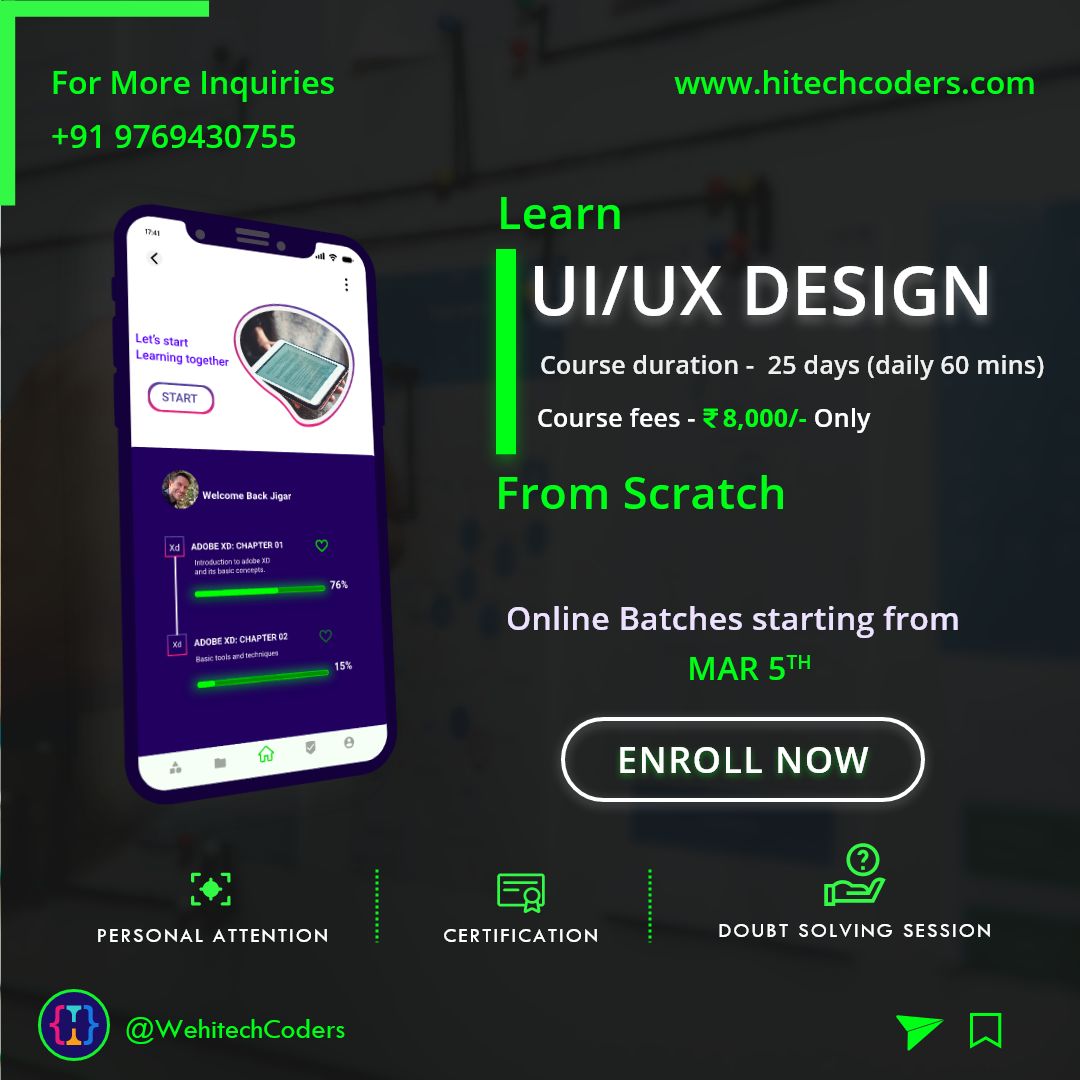 For More Inquiries
+91 9769430755
www.hitechcoders.com
Learn
UI/UX DESIGN
Course duration - 25 days (daily 60 mins)
Course fees - ₹ 8,000/- Only
From Scratch
17:41
Let's start
Learning together
START
Welcome Back Jigar
Xd
ADOBE XD: CHAPTER 01
Introduction to adobe XD
and its basic concepts.
76%
Xd
ADOBE XD: CHAPTER 02
Basic tools and techniques
15%
Online Batches starting from
MAR 5TH
ENROLL NOW
PERSONAL ATTENTION
CERTIFICATION
DOUBT SOLVING SESSION
@WehitechCoders